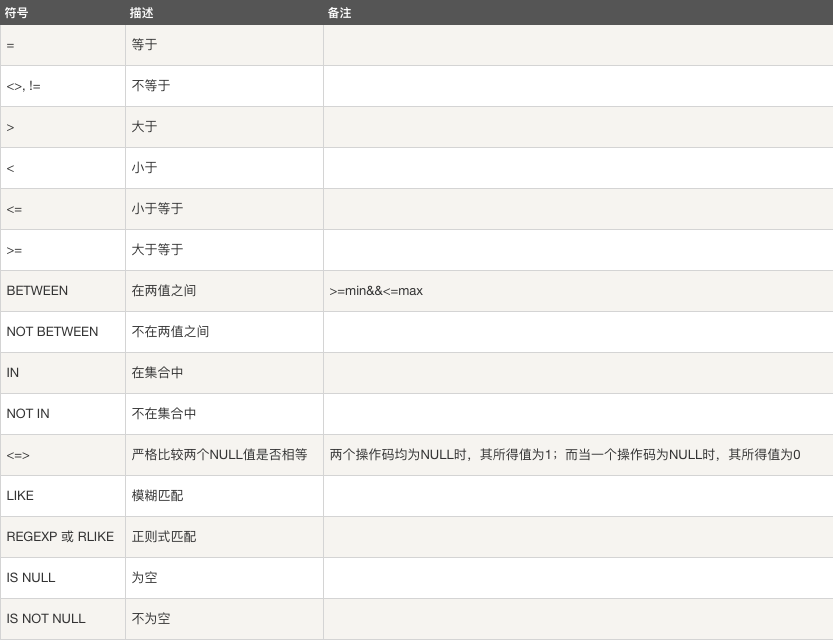 符号 描述 备注
= 等于
<>, != 不等于
> 大于
< 小于
<= 小于等于
>= 大于等于
BETWEEN 在两值之间 >=min&&<=max
NOT BETWEEN 不在两值之间
IN 在集合中
NOT IN 不在集合中
<=> 严格比较两个NULL值是否相等 两个操作码均为NULL时，其所得值为1；而当一个操作码为NULL时，其所得值为0
LIKE 模糊匹配
REGEXP 或 RLIKE 正则式匹配
IS NULL 为空
IS NOT NULL 不为空